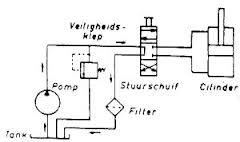 Veiligheids-
klep
Pomp
Stuurschuif
Cilinder
Filter
Tank